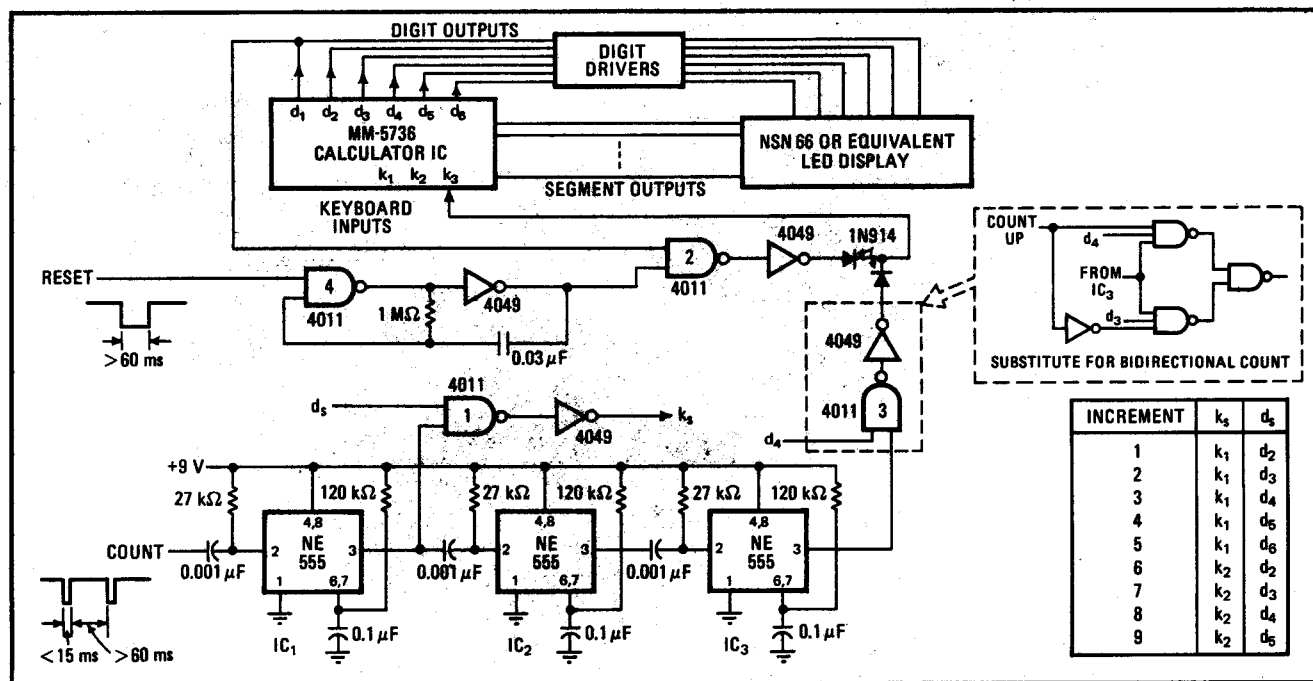 DIGIT OUTPUTS
DIGIT
DRIVERS
d1 d2 d3 d4 d5 d6
MM-5736
CALCULATOR IC
k1 k2 k3
NSN 66 OR EQUIVALENT
LED DISPLAY
SEGMENT OUTPUTS
KEYBOARD
INPUTS
RESET
>60 ms
4
4011
4049
1 MΩ
0.03 µF
2
4011
4049
1N914
4049
4011
3
d4
COUNT
UP
d4
FROM
IC3
d3
SUBSTITUTE FOR BIDIRECTIONAL COUNT
4011
ds
1
4049
ks
+9 V
27 kΩ
120 kΩ
27 kΩ
120 kΩ
27 kΩ
120 kΩ
COUNT
0.001 µF
2
4,8
NE
555
3
1
6,7
0.1 µF
IC1
0.001 µF
2
4,8
NE
555
3
1
6,7
0.1 µF
IC2
0.001 µF
2
4,8
NE
555
3
1
6,7
0.1 µF
IC3
<15 ms >60 ms
INCREMENT ks ds
1 k1 d2
2 k1 d3
3 k1 d4
4 k1 d5
5 k1 d6
6 k2 d2
7 k2 d3
8 k2 d4
9 k2 d5